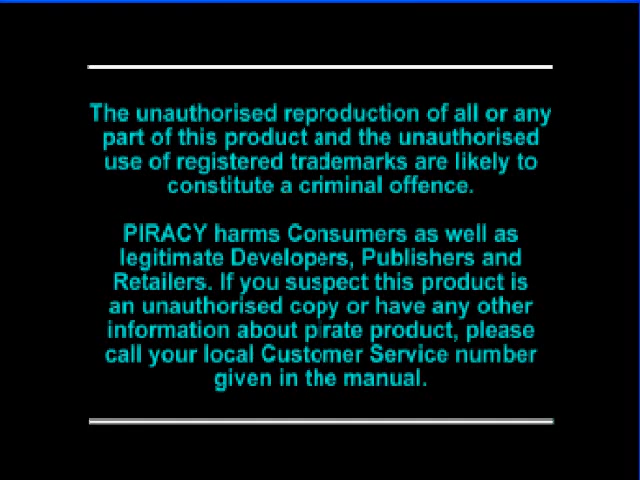 The unauthorised reproduction of all or any
part of this product and the unauthorised
use of registered trademarks are likely to
constitute a criminal offence.
PIRACY harms Consumers as well as
legitimate Developers, Publishers and
Retailers. If you suspect this product is
an unauthorised copy or have any other
information about pirate product, please
call your local Customer Service number
given in the manual.